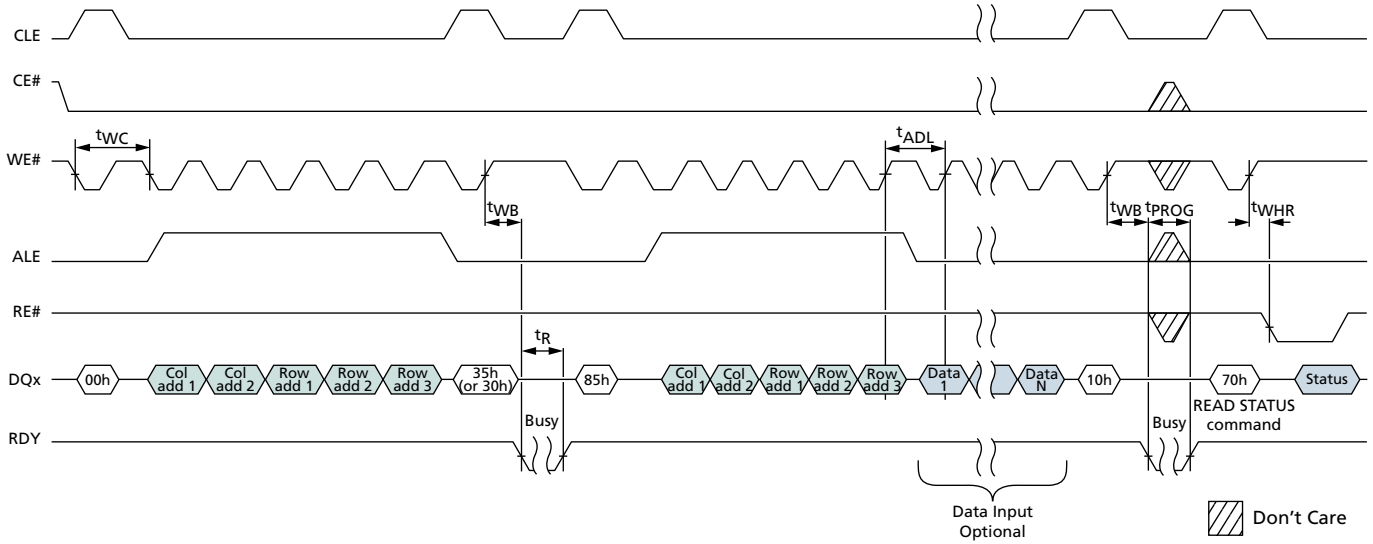 CLE
CE#
tWC
tADL
WE#
tWB
tWB
tPROG
tWHR
ALE
RE#
tR
DQx
00h
Col
add 1
Col
add 2
Row
add 1
Row
add 2
Row
add 3
35h
(or 30h)
85h
Col
add 1
Col
add 2
Row
add 1
Row
add 2
Row
add 3
Data
1
Data
N
10h
70h
Status
READ STATUS
command
Busy
Busy
RDY
Data Input
Optional
Don't Care